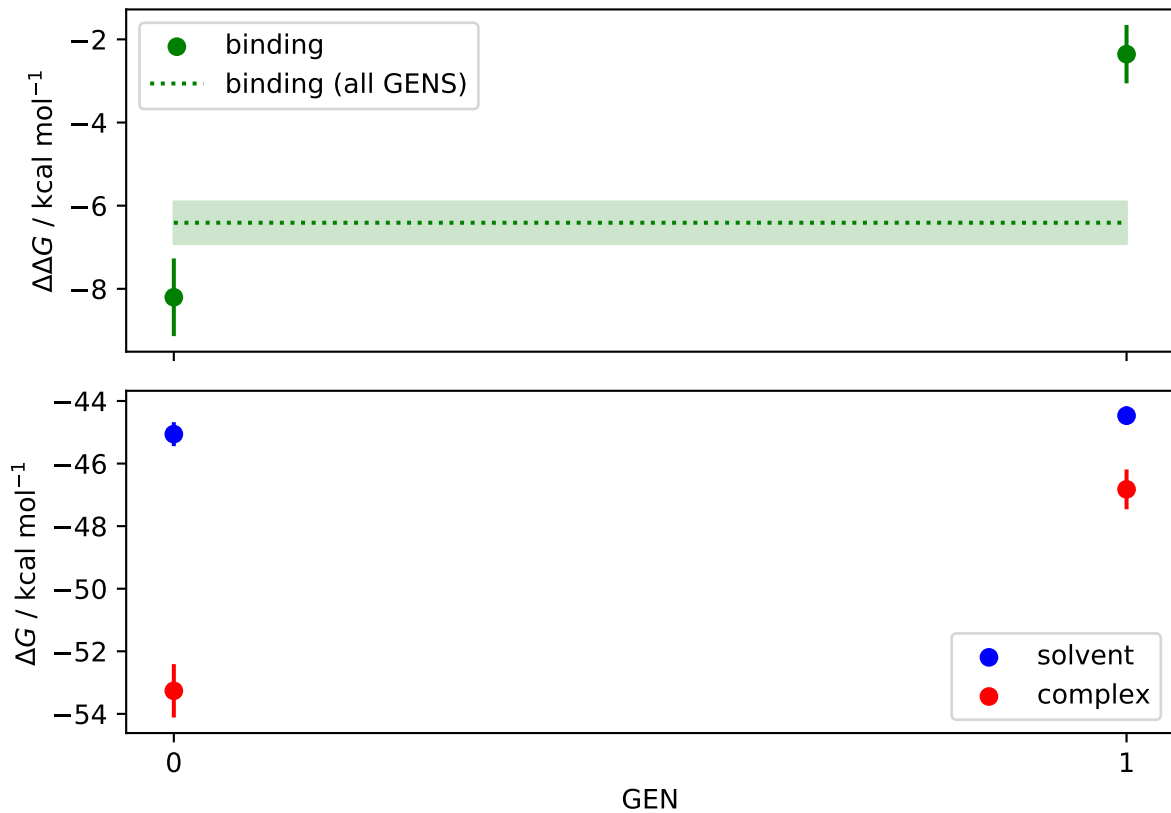 binding
binding (all GENS)
−2
−4
−6
−8
ΔΔG / kcal mol⁻¹
−44
−46
−48
−50
−52
−54
ΔG / kcal mol⁻¹
solvent
complex
0
1
GEN